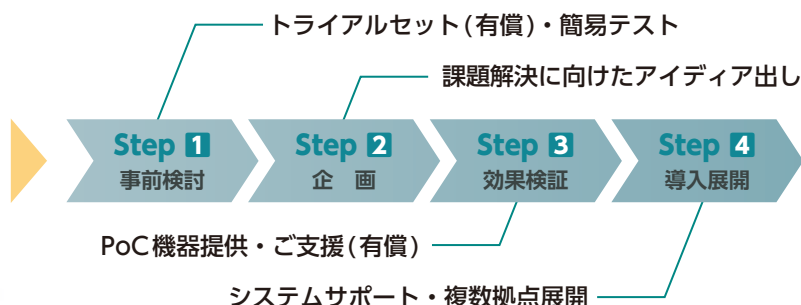 トライアルセット(有償)・簡易テスト
課題解決に向けたアイディア出し
Step 1
事前検討
Step 2
企　画
Step 3
効果検証
Step 4
導入展開
PoC機器提供・ご支援(有償)
システムサポート・複数拠点展開